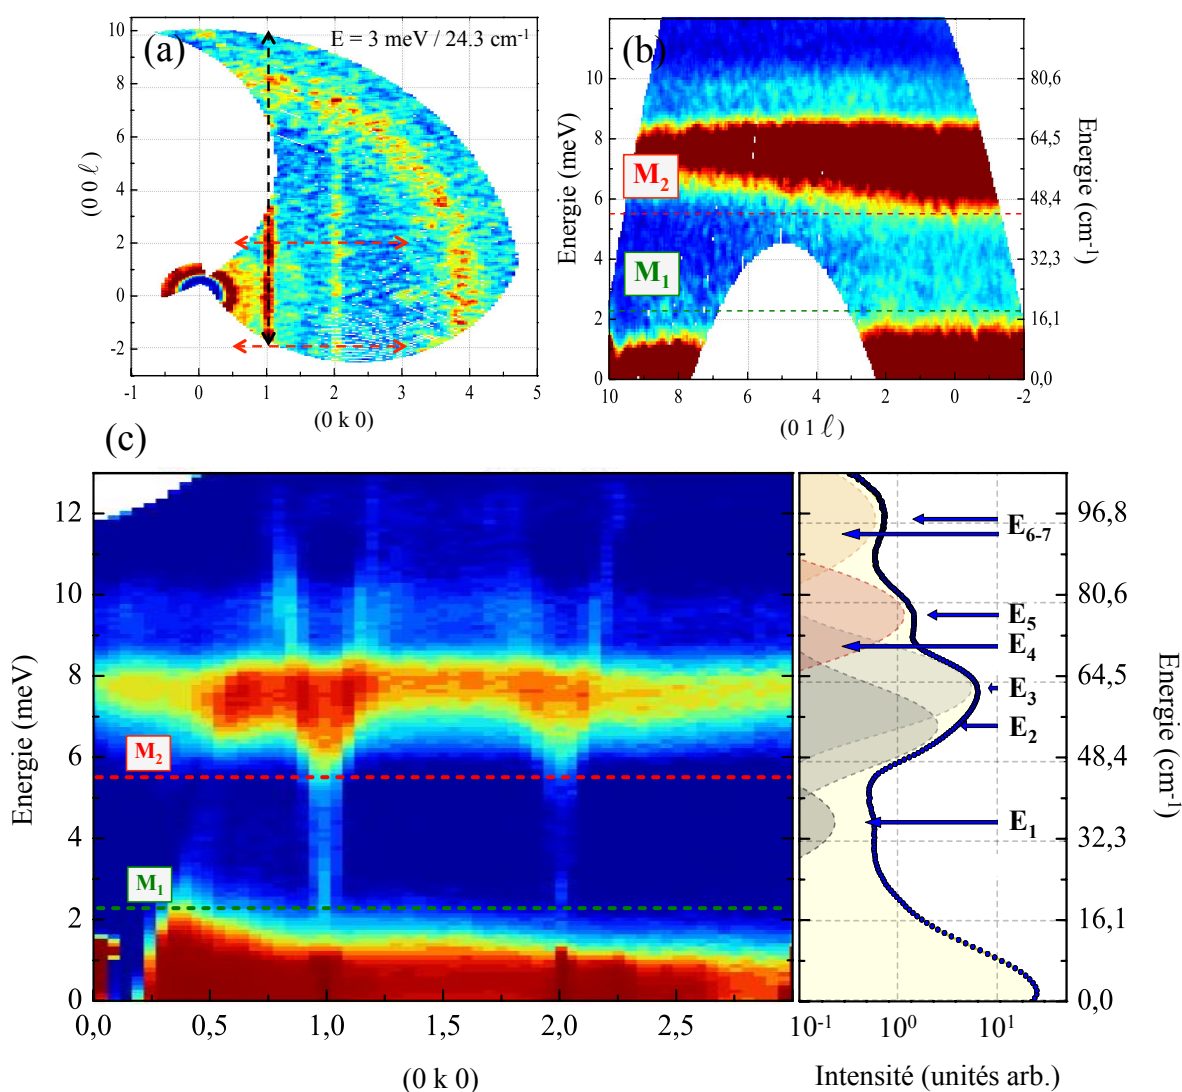 (a)
E = 3 meV / 24.3 cm⁻¹
(0 0 ℓ)
10
8
6
4
2
0
-2
-1 0 1 2 3 4 5
(0 k 0)
(b)
Energie (meV)
10
8
6
4
2
0
M₂
M₁
80,6
64,5
48,4
32,3
16,1
0,0
Energie (cm⁻¹)
10 8 6 4 2 0 -2
(0 1 ℓ)
(c)
Energie (meV)
12
10
8
6
4
2
0
M₂
M₁
0,0 0,5 1,0 1,5 2,0 2,5
(0 k 0)
E₆₋₇
E₅
E₄
E₃
E₂
E₁
96,8
80,6
64,5
48,4
32,3
16,1
0,0
Energie (cm⁻¹)
10⁻¹ 10⁰ 10¹
Intensité (unités arb.)